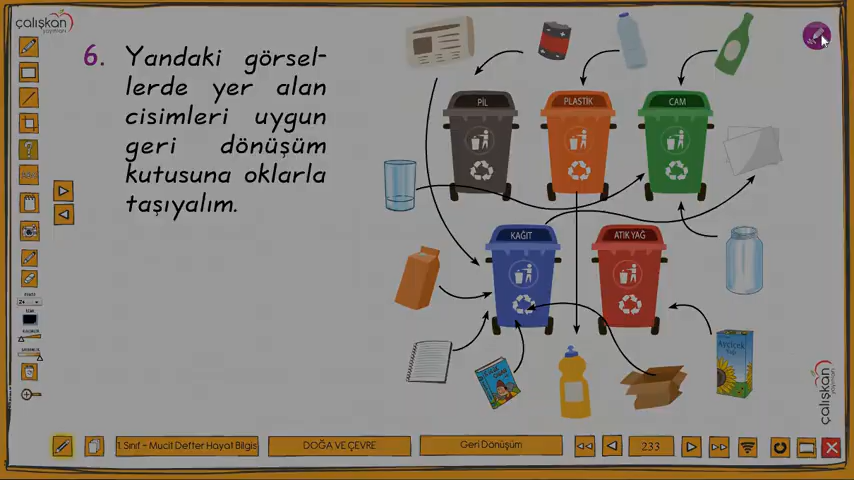 çalışkan
yayınları
6. Yandaki görsel-
lerde yer alan
cisimleri uygun
geri dönüşüm
kutusuna oklarla
taşıyalım.
PİL
PLASTİK
CAM
KAĞIT
ATIK YAĞ
Ayçiçek
Yağı
çalışkan
yayınları
1. Sınıf - Mucit Defter Hayat Bilgis
DOĞA VE ÇEVRE
Geri Dönüşüm
233